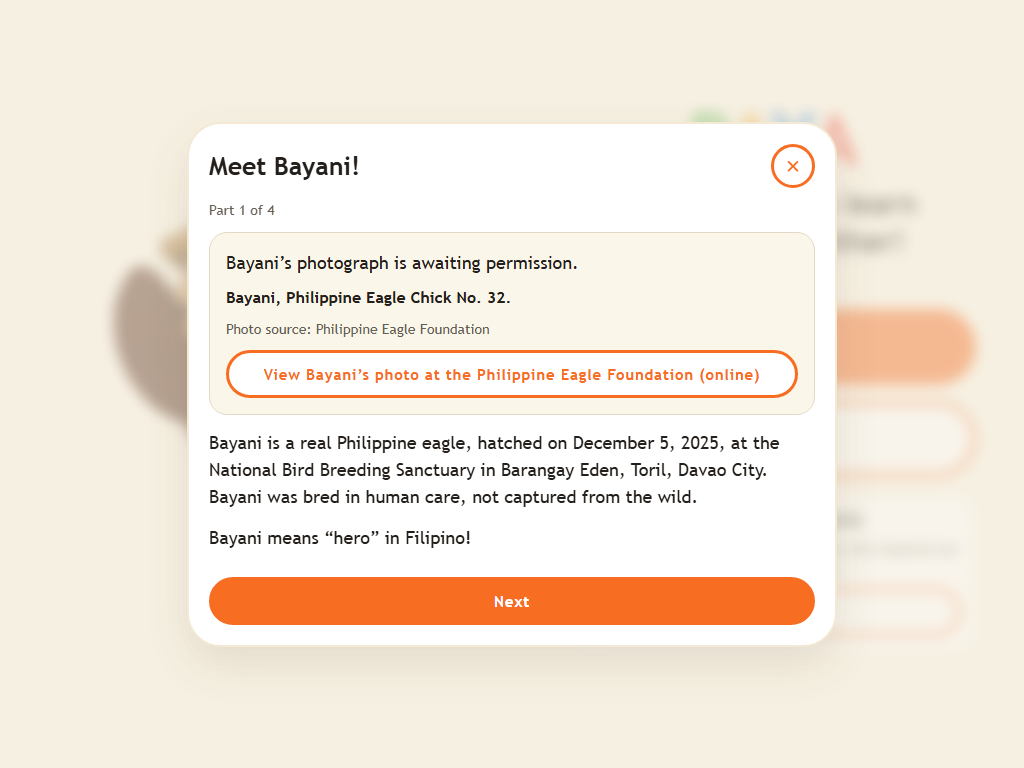 Meet Bayani!
Part 1 of 4
Bayani’s photograph is awaiting permission.
Bayani, Philippine Eagle Chick No. 32.
Photo source: Philippine Eagle Foundation
View Bayani’s photo at the Philippine Eagle Foundation (online)
Bayani is a real Philippine eagle, hatched on December 5, 2025, at the
National Bird Breeding Sanctuary in Barangay Eden, Toril, Davao City.
Bayani was bred in human care, not captured from the wild.
Bayani means “hero” in Filipino!
Next